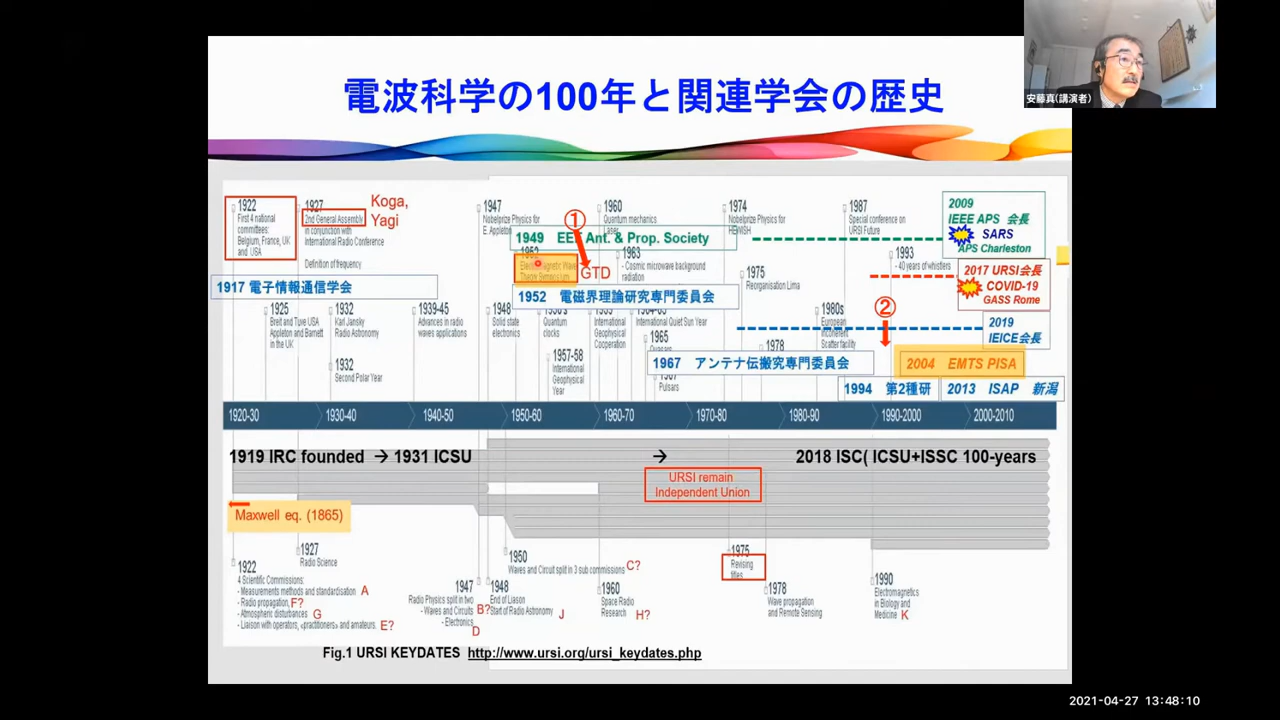 電波科学の100年と関連学会の歴史
安藤真(講演者)
1922
First 4 national
committees:
Belgium, France, UK
and USA
1927
2nd General Assembly
in conjunction with
International Radio Conference
Definition of frequency
Koga,
Yagi
1947
Nobelprize Physics for
E. Appleton
①
1960
Quantum mechanics
Laser
1974
Nobelprize Physics for
HEWISH
1987
Special conference on
URSI Future
2009
IEEE APS 会長
SARS
APS Charleston
1949 EEE Ant. & Prop. Society
1952
Electromagnetic Wave
Theory Symposium
GTD
1963
- Cosmic microwave background
radiation
1993
- 40 years of whistlers
1975
Reorganisation Lima
2017 URSI会長
COVID-19
GASS Rome
1917 電子情報通信学会
1952 電磁界理論研究専門委員会
1925
Breit and Tuve USA
Appleton and Barnett
in the UK
1932
Karl Jansky
Radio Astronomy
1939-45
Advances in radio
waves applications
1948
Solid state
electronics
Quantum
clocks
International
Geophysical
Cooperation
International Quiet Sun Year
1965
1980s
European
Incoherent
Scatter facility
②
2019
IEICE会長
1932
Second Polar Year
1957-58
International
Geophysical
Year
1978
1967 アンテナ伝搬究専門委員会
Pulsars
2004 EMTS PISA
1994 第2種研
2013 ISAP 新潟
1920-30
1930-40
1940-50
1950-60
1960-70
1970-80
1980-90
1990-2000
2000-2010
1919 IRC founded → 1931 ICSU
→
2018 ISC( ICSU+ISSC 100-years
URSI remain
Independent Union
Maxwell eq. (1865)
1927
Radio Science
1922
4 Scientific Commissions:
- Measurements methods and standardisation A
- Radio propagation, F?
- Atmospheric disturbances G
- Liaison with operators, «practitioners» and amateurs. E?
1947
Radio Physics split in two
- Waves and Circuits B?
- Electronics
D
1948
End of Liason
Start of Radio Astronomy J
1950
Waves and Circuit split in 3 sub commissions C?
1960
Space Radio
Research H?
1975
Revising
titles
1978
Wave propagation
and Remote Sensing
1990
Electromagnetics
in Biology and
Medicine K
Fig.1 URSI KEYDATES http://www.ursi.org/ursi_keydates.php
2021-04-27 13:48:10